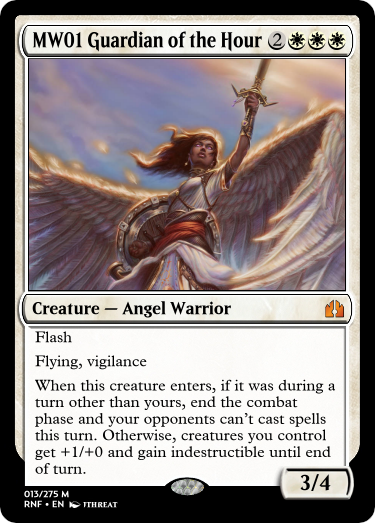 MW01 Guardian of the Hour 2
Creature — Angel Warrior
Flash
Flying, vigilance
When this creature enters, if it was during a
turn other than yours, end the combat
phase and your opponents can't cast spells
this turn. Otherwise, creatures you control
get +1/+0 and gain indestructible until end
of turn.
3/4
013/275 M
RNF • EN JTHREAT